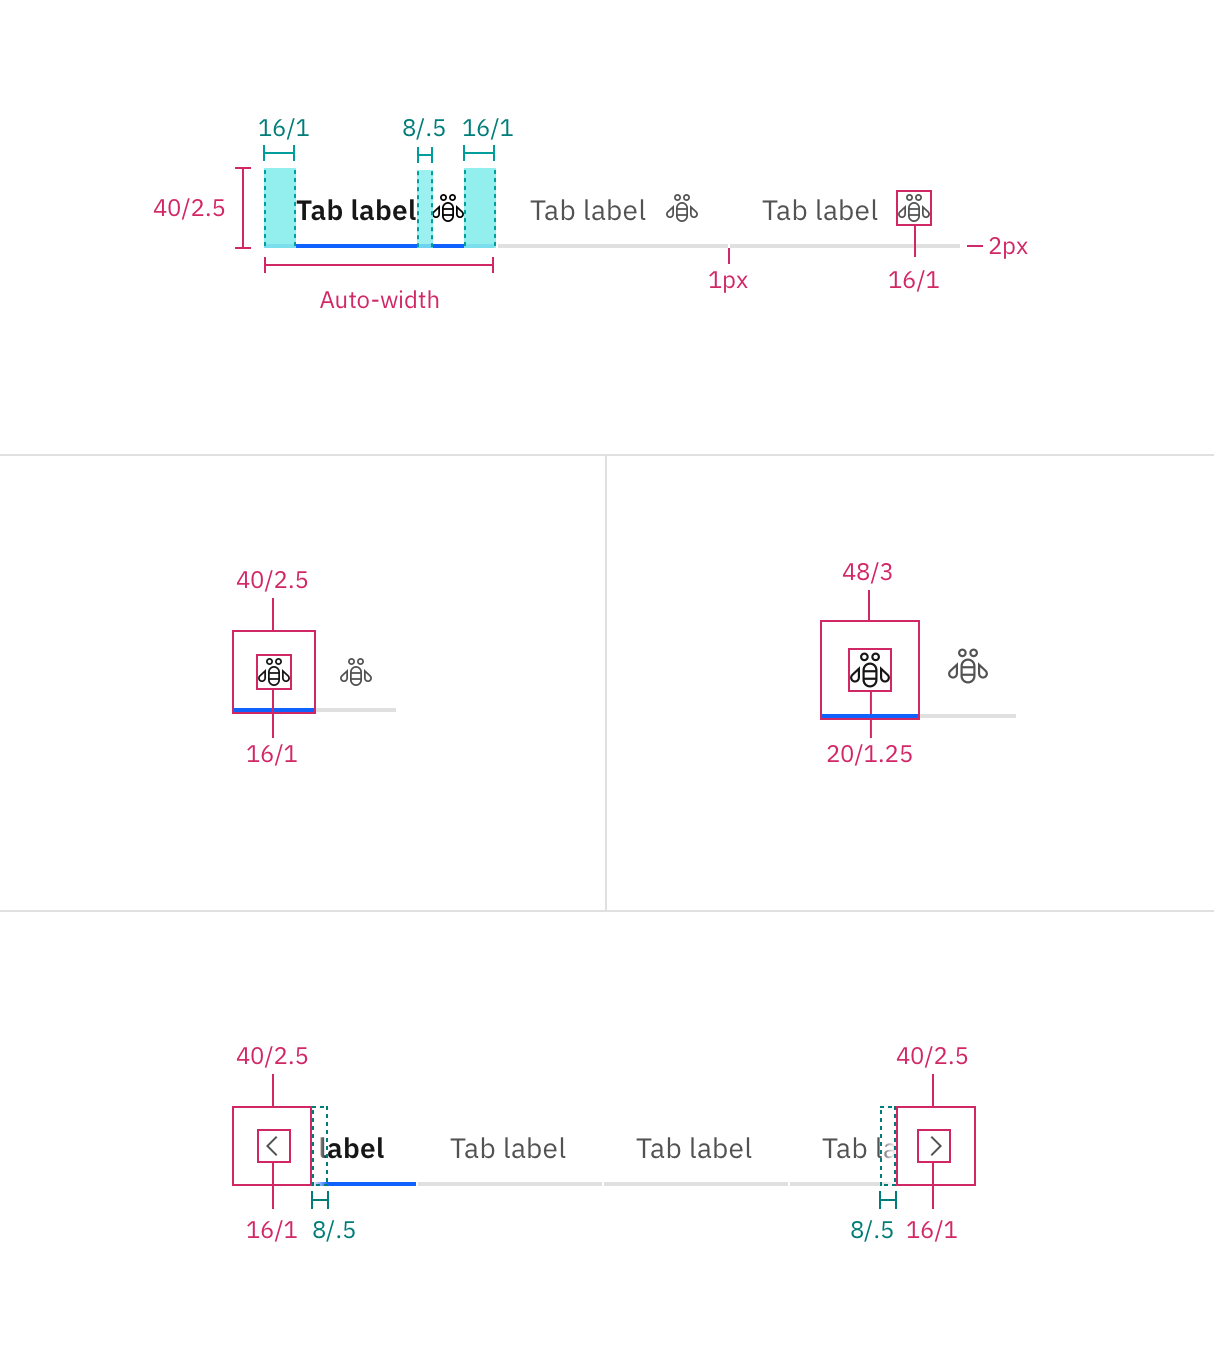 16/1 8/.5 16/1
40/2.5 Tab label Tab label Tab label
2px
Auto-width 1px 16/1
40/2.5
16/1
48/3
20/1.25
40/2.5 40/2.5
label Tab label Tab label Tab la
16/1 8/.5 8/.5 16/1